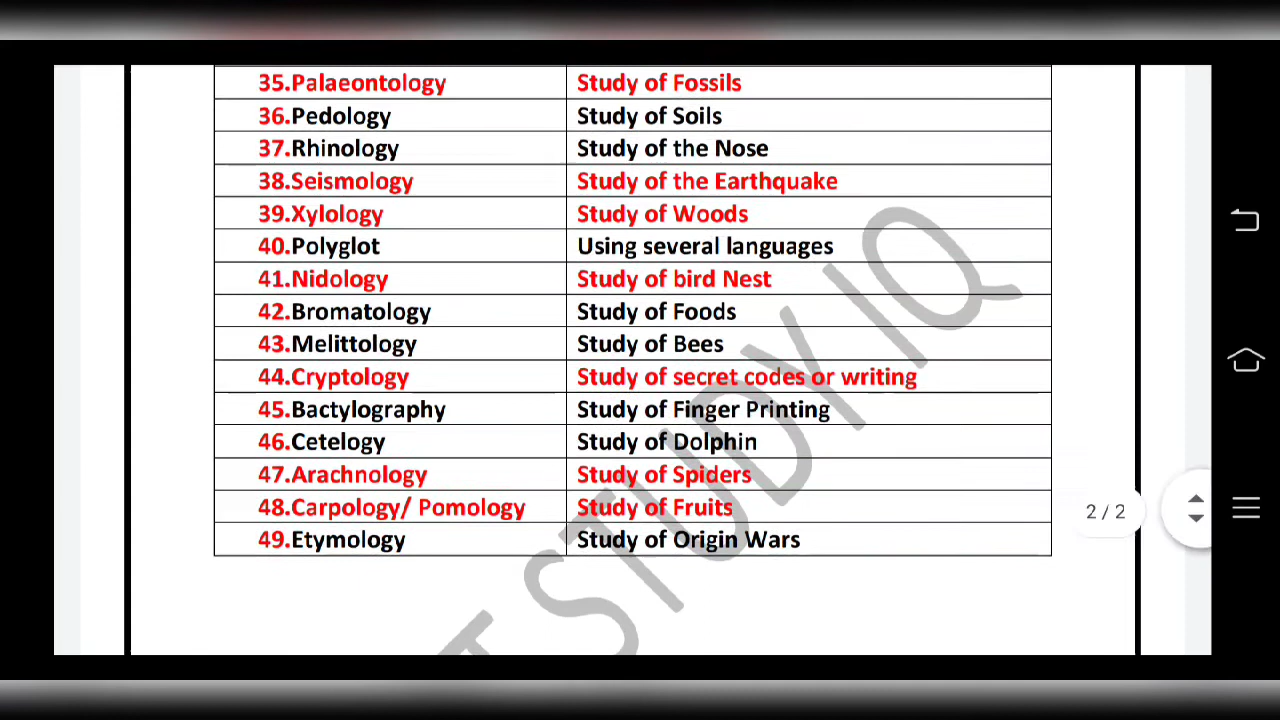 35.Palaeontology Study of Fossils
36.Pedology Study of Soils
37.Rhinology Study of the Nose
38.Seismology Study of the Earthquake
39.Xylology Study of Woods
40.Polyglot Using several languages
41.Nidology Study of bird Nest
42.Bromatology Study of Foods
43.Melittology Study of Bees
44.Cryptology Study of secret codes or writing
45.Bactylography Study of Finger Printing
46.Cetelogy Study of Dolphin
47.Arachnology Study of Spiders
48.Carpology/ Pomology Study of Fruits
2 / 2
49.Etymology Study of Origin Wars
STUDY IQ